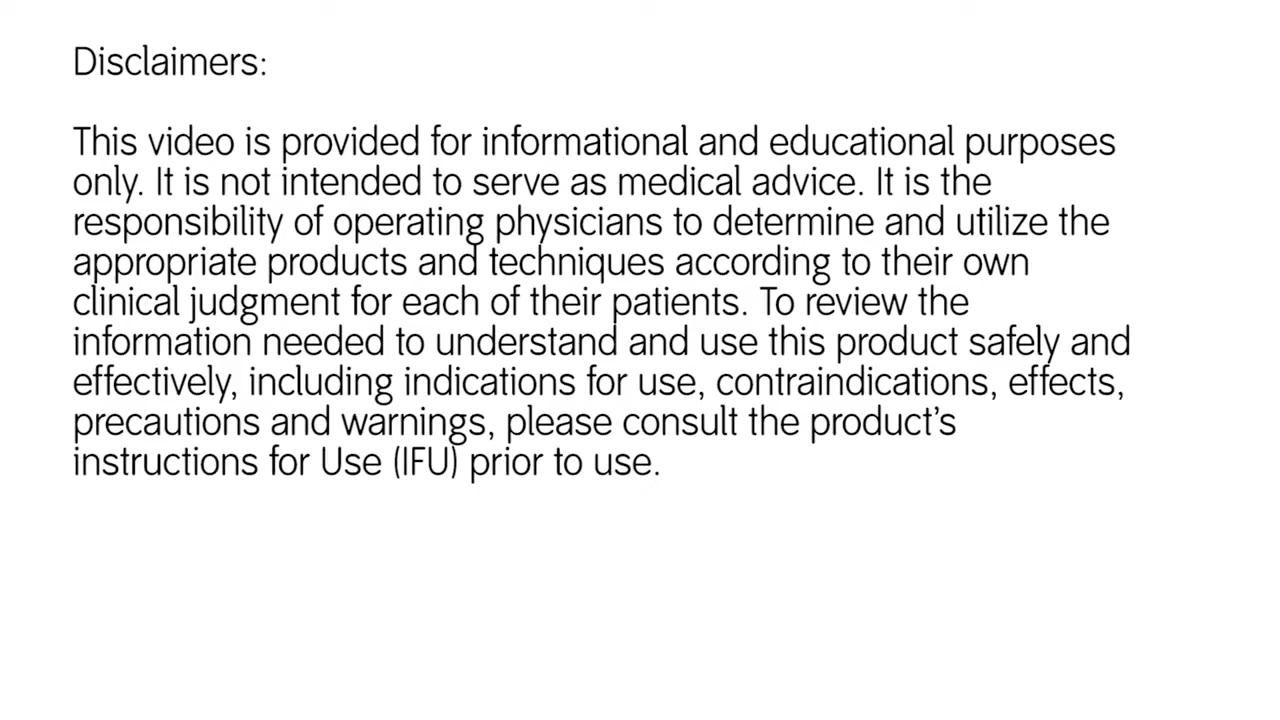 Disclaimers:
This video is provided for informational and educational purposes
only. It is not intended to serve as medical advice. It is the
responsibility of operating physicians to determine and utilize the
appropriate products and techniques according to their own
clinical judgment for each of their patients. To review the
information needed to understand and use this product safely and
effectively, including indications for use, contraindications, effects,
precautions and warnings, please consult the product’s
instructions for Use (IFU) prior to use.